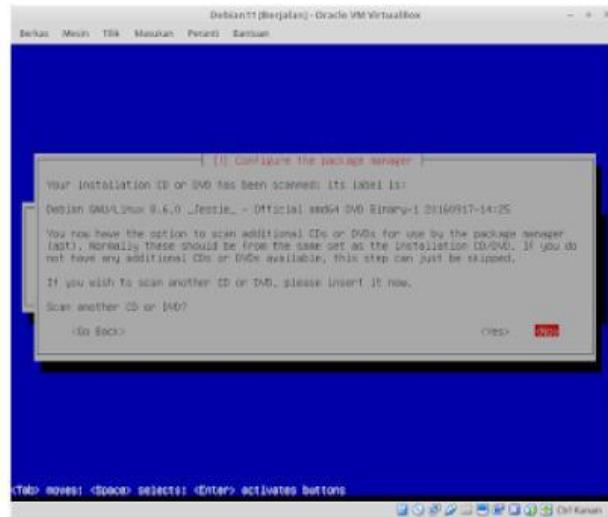 Debian11 [Berjalan] - Oracle VM VirtualBox
Berkas Mesin Tilik Masukan Peranti Bantuan
[!] Configure the package manager
Your installation CD or DVD has been scanned; its label is:
Debian GNU/Linux 8.6.0 _Jessie_ - Official amd64 DVD Binary-1 20160917-14:25
You now have the option to scan additional CDs or DVDs for use by the package manager
(apt). Normally these should be from the same set as the installation CD/DVD. If you do
not have any additional CDs or DVDs available, this step can just be skipped.
If you wish to scan another CD or DVD, please insert it now.
Scan another CD or DVD?
<Go Back> <Yes> <No>
<Tab> moves; <Space> selects; <Enter> activates buttons
Ctrl Kanan